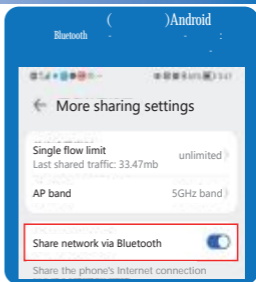 ( )Android
Bluetooth - - :
-
More sharing settings
Single flow limit
Last shared traffic: 33.47mb
unlimited
AP band
5GHz band
Share network via Bluetooth
Share the phone's Internet connection